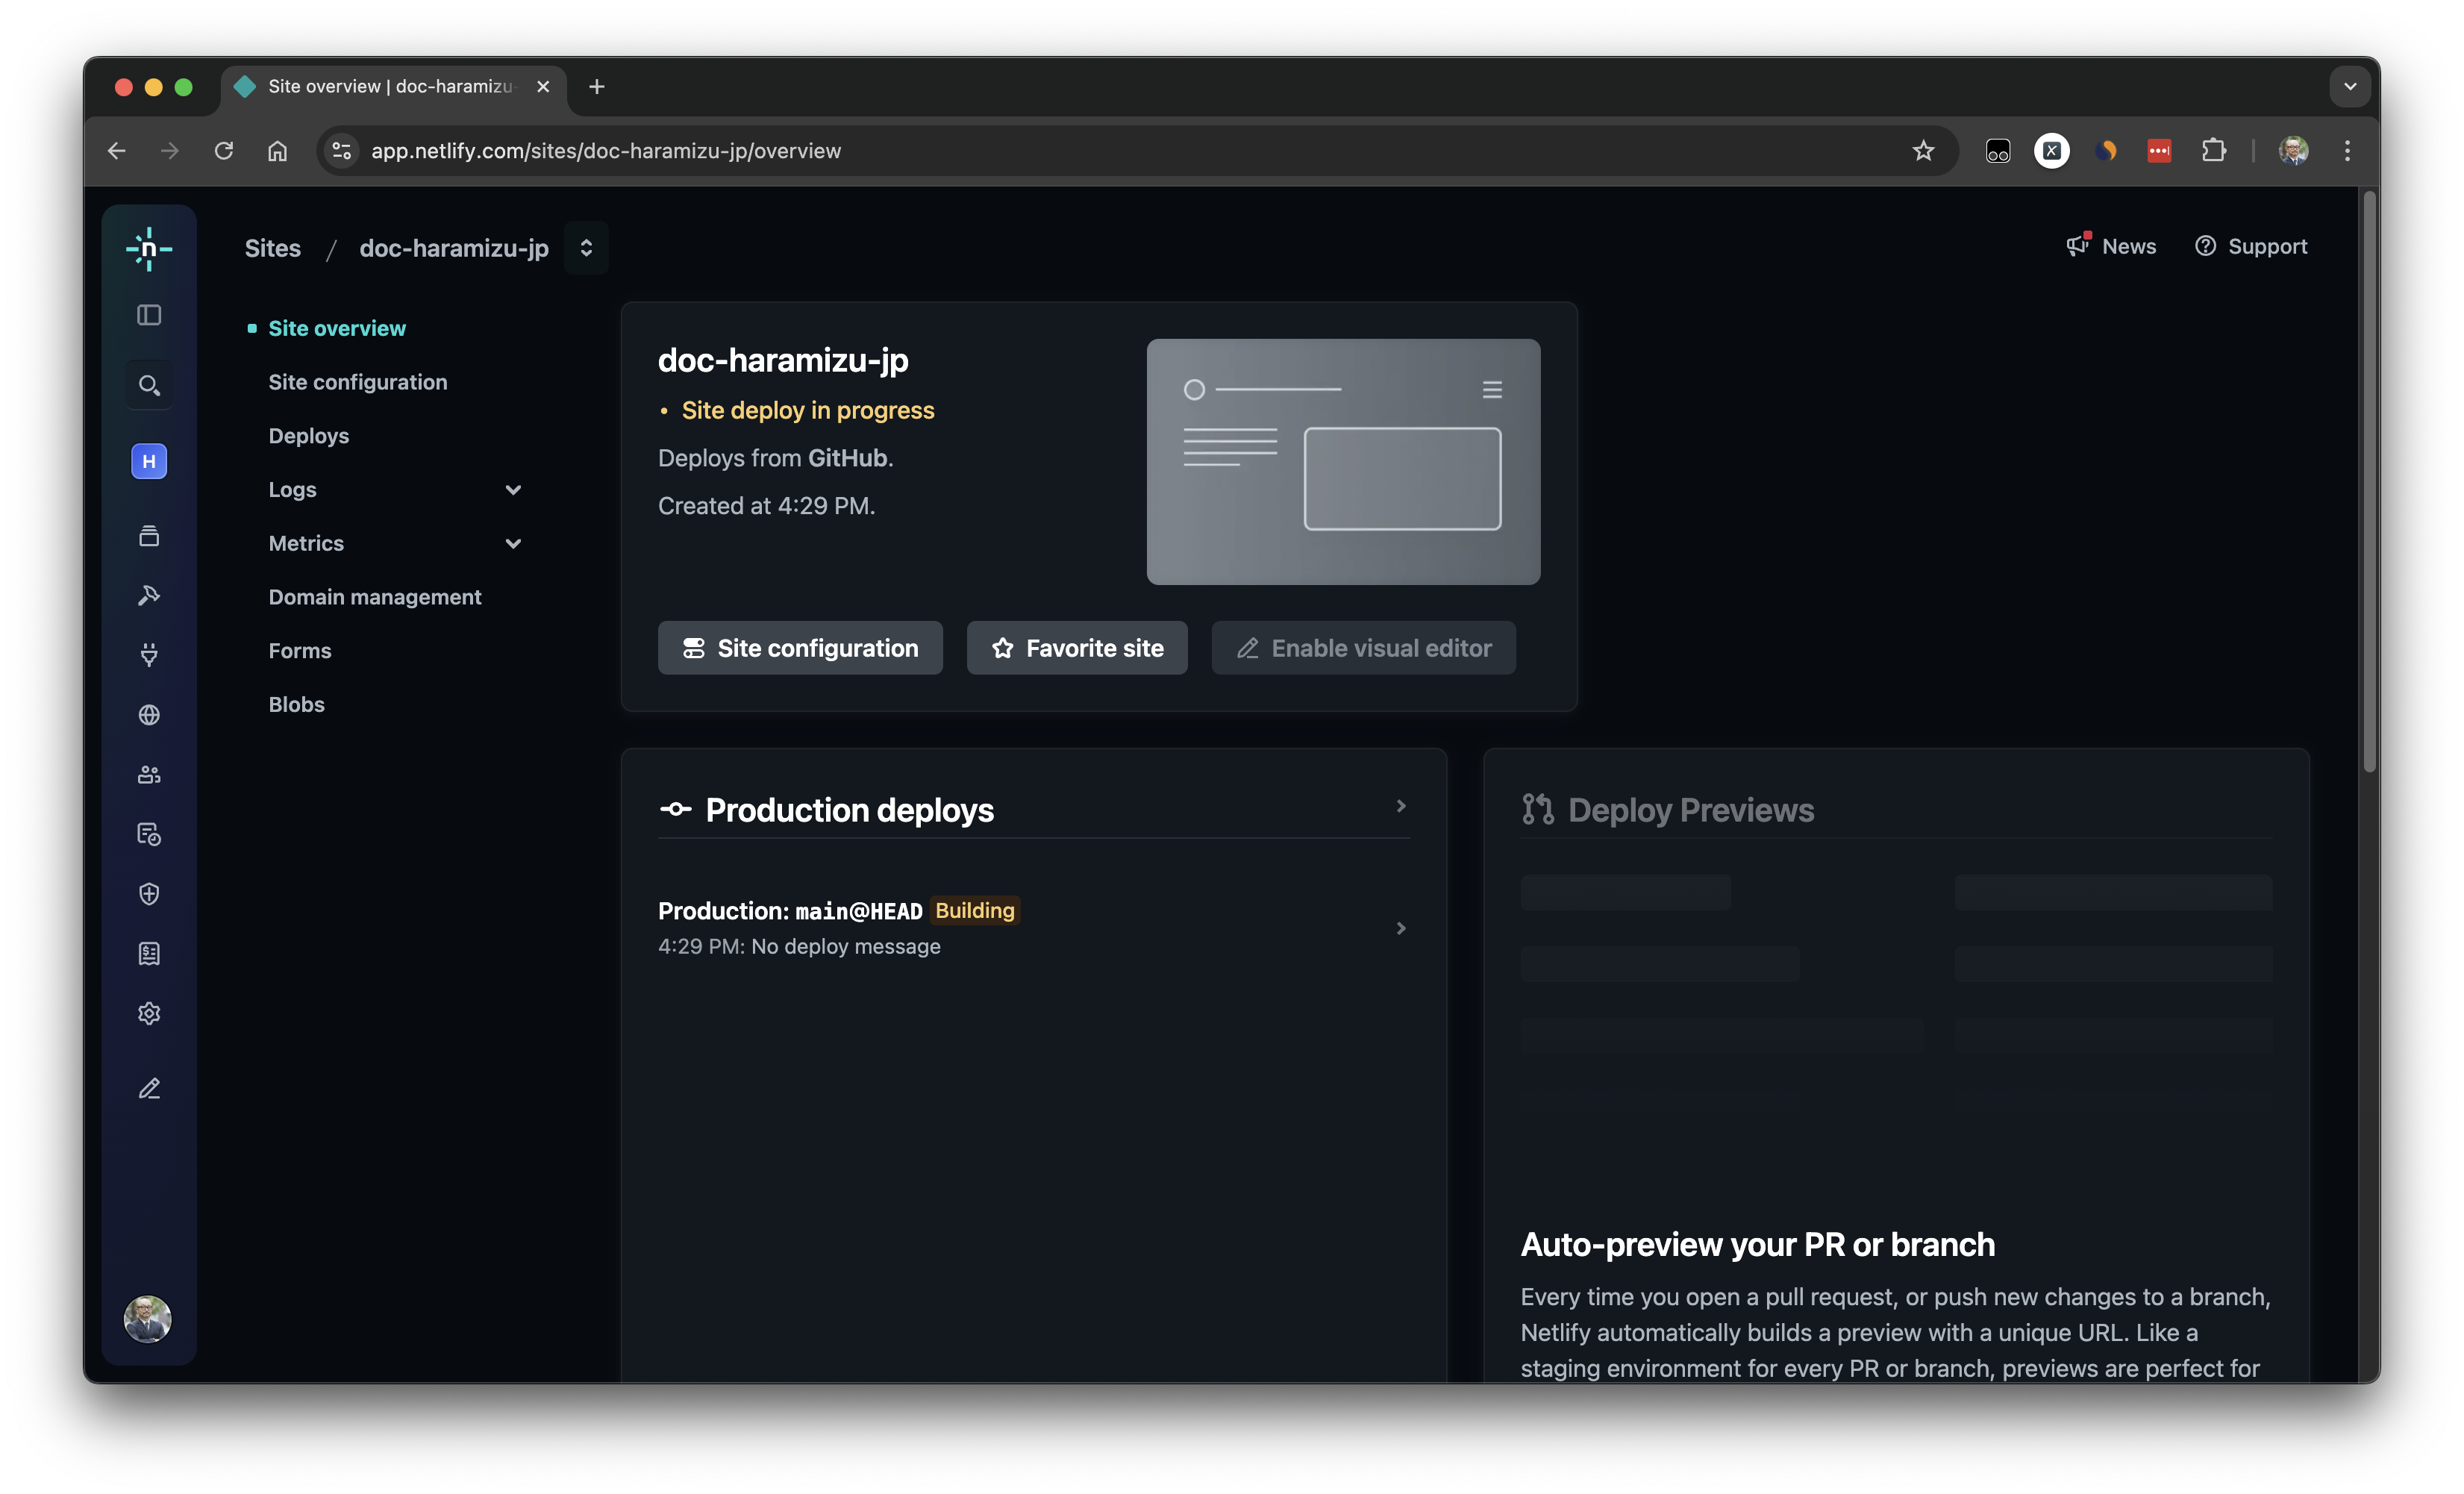 Site overview | doc-haramizu-
app.netlify.com/sites/doc-haramizu-jp/overview
n
Sites / doc-haramizu-jp
News
Support
H
Site overview
Site configuration
Deploys
Logs
Metrics
Domain management
Forms
Blobs
doc-haramizu-jp
Site deploy in progress
Deploys from GitHub.
Created at 4:29 PM.
Site configuration
Favorite site
Enable visual editor
Production deploys
Production: main@HEAD Building
4:29 PM: No deploy message
Deploy Previews
Auto-preview your PR or branch
Every time you open a pull request, or push new changes to a branch,
Netlify automatically builds a preview with a unique URL. Like a
staging environment for every PR or branch, previews are perfect for